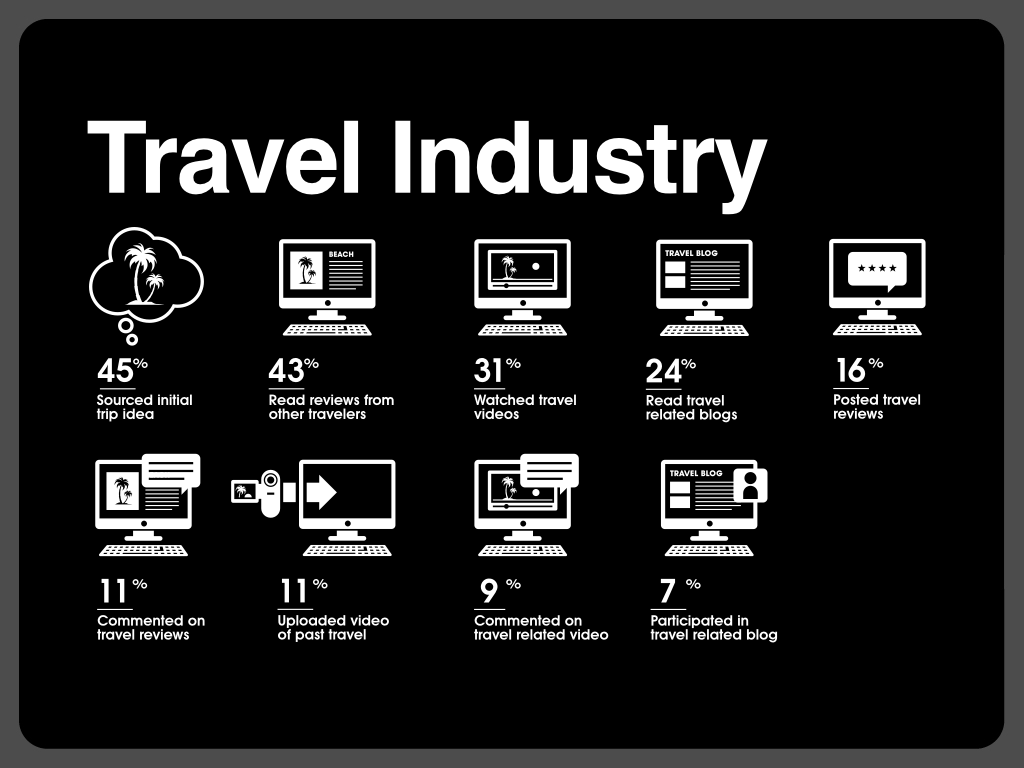 Travel Industry
BEACH
TRAVEL BLOG
45%
Sourced initial
trip idea
43%
Read reviews from
other travelers
31%
Watched travel
videos
24%
Read travel
related blogs
16%
Posted travel
reviews
TRAVEL BLOG
11%
Commented on
travel reviews
11%
Uploaded video
of past travel
9%
Commented on
travel related video
7%
Participated in
travel related blog